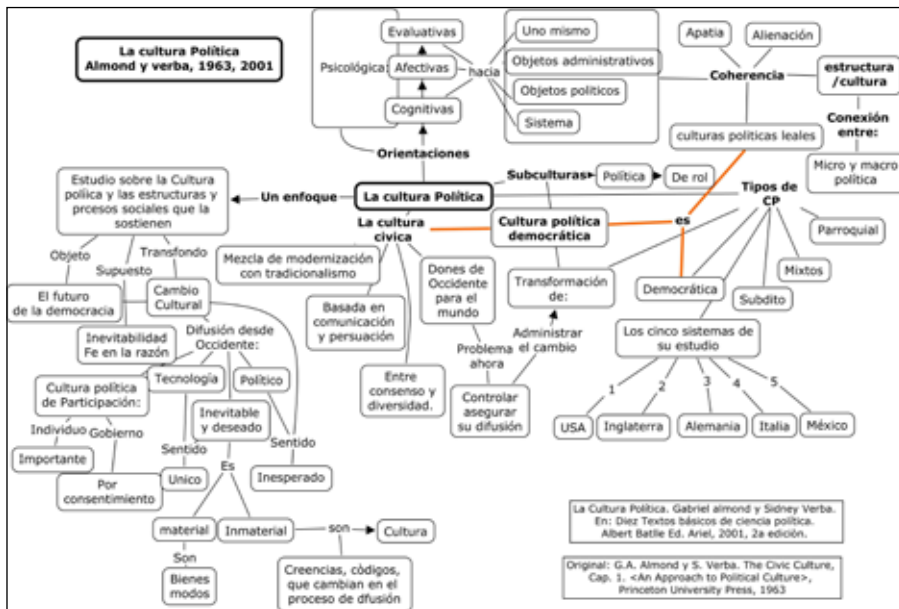 La cultura Política
Almond y verba, 1963, 2001
Psicológica:
Evaluativas
Afectivas
Cognitivas
hacia
Uno mismo
Objetos administrativos
Objetos politicos
Sistema
Apatia
Alienación
Coherencia
estructura
/cultura
Conexión
entre:
Micro y macro
política
culturas politicas leales
Orientaciones
Estudio sobre la Cultura
políica y las estructuras y
prcesos sociales que la
sostienen
Un enfoque
La cultura Política
Subculturas
Política
De rol
Tipos de
CP
La cultura
civica
Cultura política
democrática
es
Parroquial
Mixtos
Subdito
Democrática
Objeto
Supuesto
Transfondo
El futuro
de la democracia
Cambio
Cultural
Inevitabilidad
Fe en la razón
Difusión desde
Occidente:
Mezcla de modernización
con tradicionalismo
Basada en
comunicación
y persuación
Entre
consenso y
diversidad.
Dones de
Occidente
para el
mundo
Problema
ahora
Controlar
asegurar
su difusión
Administrar
el cambio
Transformación
de:
Los cinco sistemas de
su estudio
1
2
3
4
5
USA
Inglaterra
Alemania
Italia
México
Cultura política
de Participación:
Tecnología
Político
Inevitable
y deseado
Individuo
Gobierno
Importante
Por
consentimiento
Sentido
Unico
Sentido
Inesperado
Es
material
Inmaterial
son
Cultura
Son
Bienes
modos
Creencias, còdigos,
que cambian en el
proceso de dfusión
La Cultura Política. Gabriel almond y Sidney Verba.
En: Diez Textos básicos de ciencia política.
Albert Batlle Ed. Ariel, 2001, 2a edición.
Original: G.A. Almond y S. Verba. The Civic Culture,
Cap. 1. <An Approach to Political Culture>,
Princeton University Press, 1963